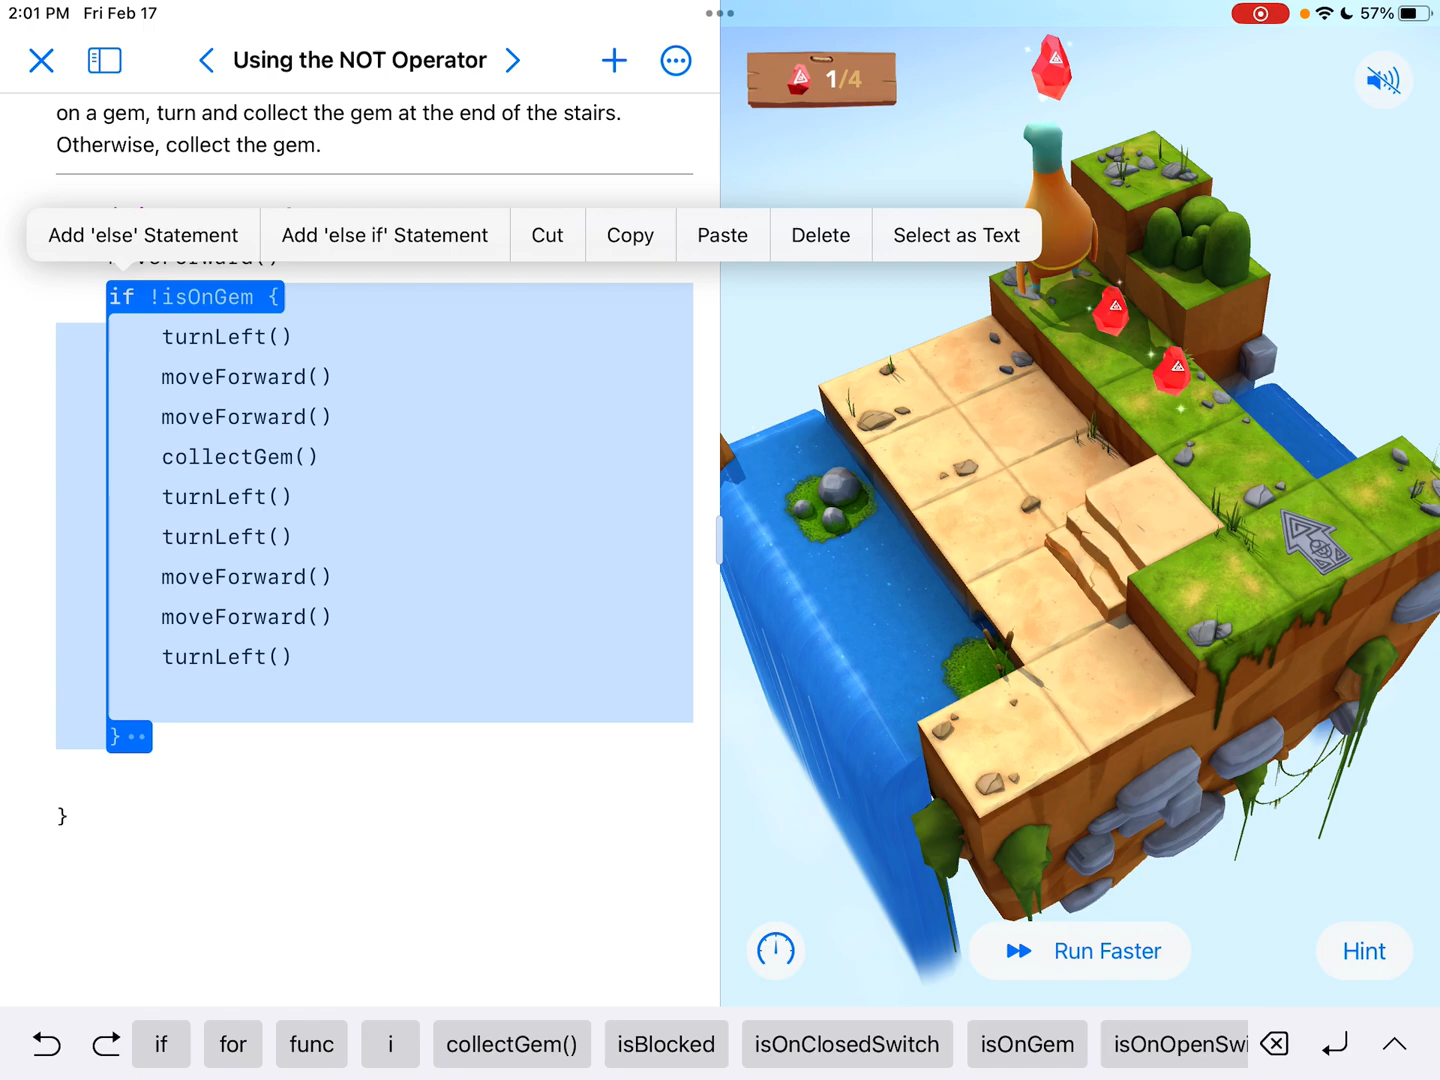 2:01 PM Fri Feb 17
57%
Using the NOT Operator
1/4
on a gem, turn and collect the gem at the end of the stairs.
Otherwise, collect the gem.
Add 'else' Statement Add 'else if' Statement Cut Copy Paste Delete Select as Text
if !isOnGem {
turnLeft()
moveForward()
moveForward()
collectGem()
turnLeft()
turnLeft()
moveForward()
moveForward()
turnLeft()
}
}
Run Faster
Hint
if for func i collectGem() isBlocked isOnClosedSwitch isOnGem isOnOpenSwi